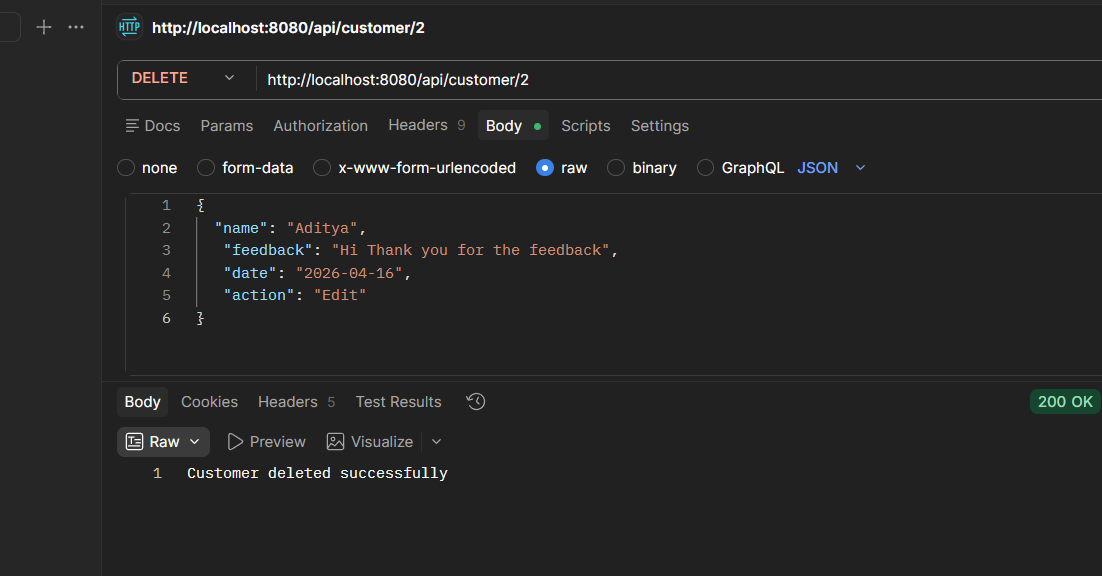 HTTP http://localhost:8080/api/customer/2
DELETE http://localhost:8080/api/customer/2
Docs Params Authorization Headers 9 Body Scripts Settings
none form-data x-www-form-urlencoded raw binary GraphQL JSON
1 {
2 "name": "Aditya",
3 "feedback": "Hi Thank you for the feedback",
4 "date": "2026-04-16",
5 "action": "Edit"
6 }
Body Cookies Headers 5 Test Results 200 OK
Raw Preview Visualize
1 Customer deleted successfully